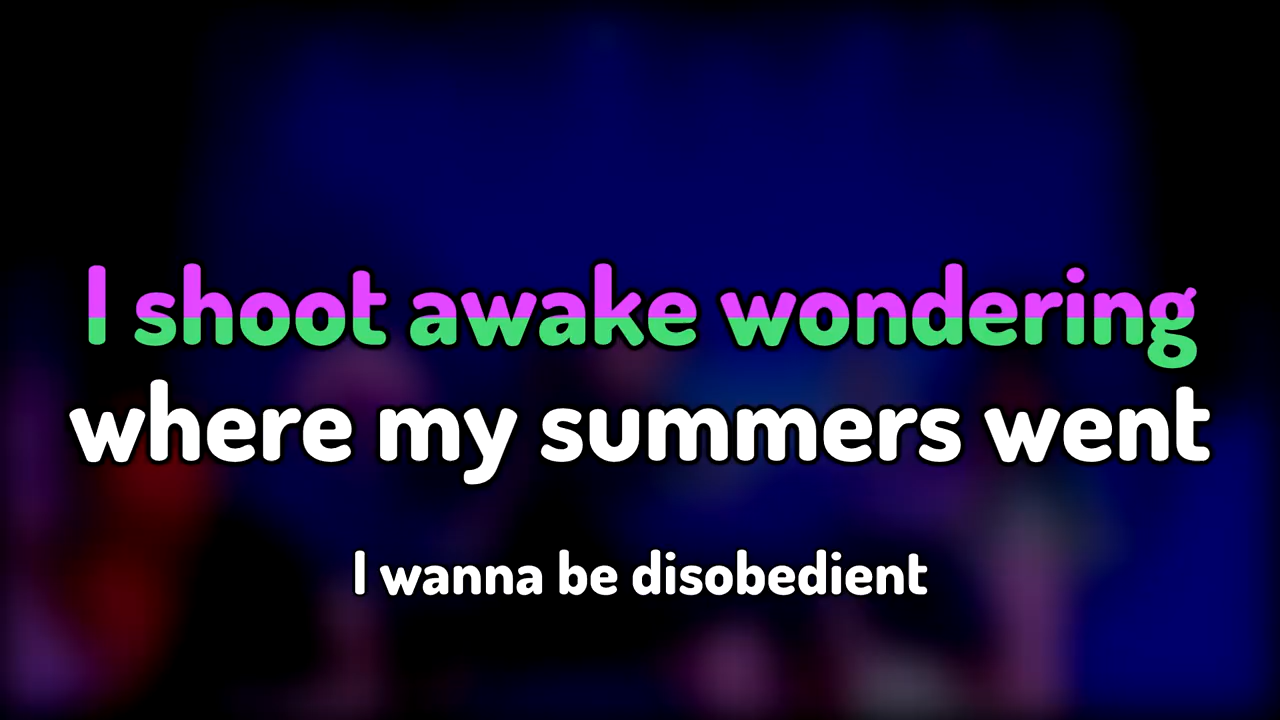 I shoot awake wondering
where my summers went
I wanna be disobedient